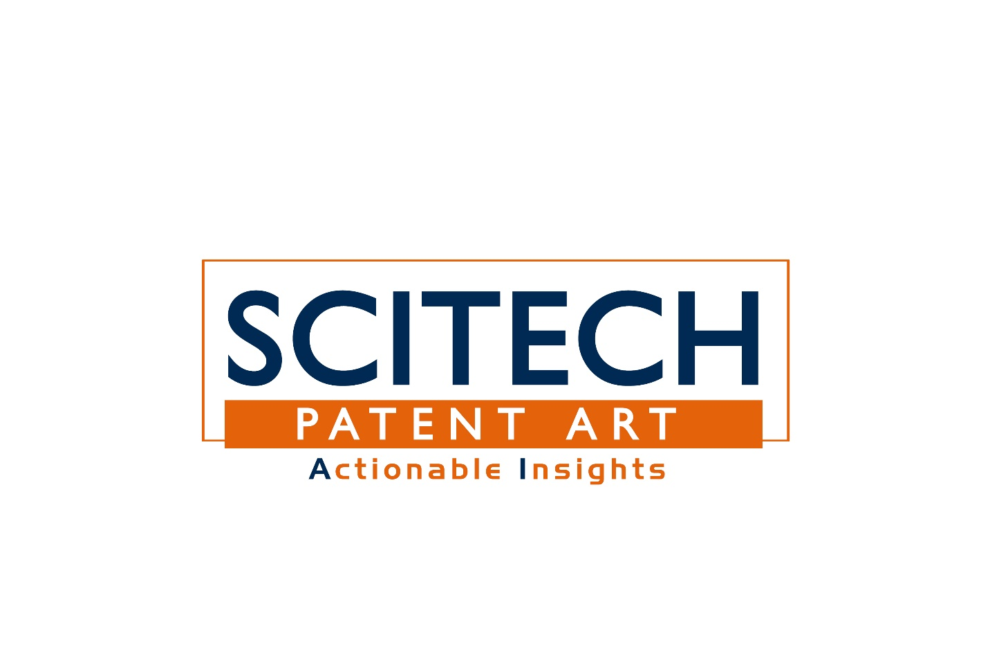 SCITECH
PATENT ART
Actionable Insights